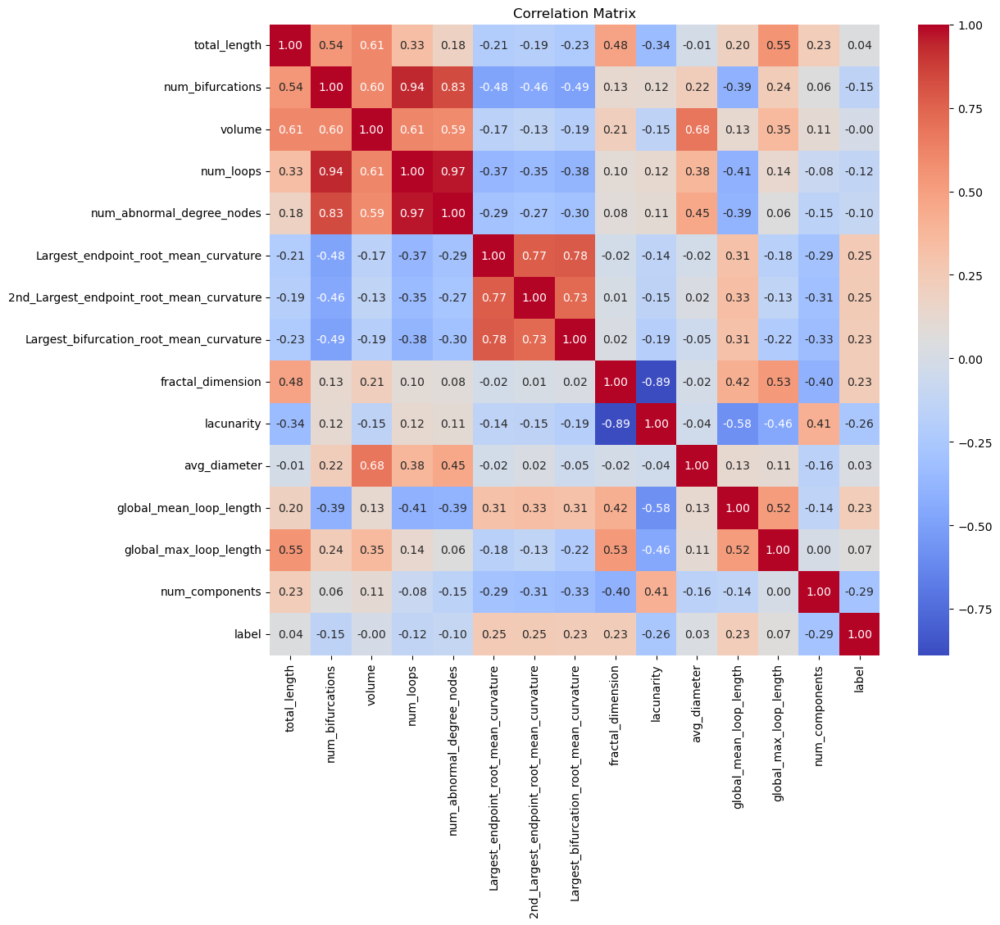 Correlation Matrix
total_length 1.00 0.54 0.61 0.33 0.18 -0.21 -0.19 -0.23 0.48 -0.34 -0.01 0.20 0.55 0.23 0.04
num_bifurcations 0.54 1.00 0.60 0.94 0.83 -0.48 -0.46 -0.49 0.13 0.12 0.22 -0.39 0.24 0.06 -0.15
volume 0.61 0.60 1.00 0.61 0.59 -0.17 -0.13 -0.19 0.21 -0.15 0.68 0.13 0.35 0.11 -0.00
num_loops 0.33 0.94 0.61 1.00 0.97 -0.37 -0.35 -0.38 0.10 0.12 0.38 -0.41 0.14 -0.08 -0.12
num_abnormal_degree_nodes 0.18 0.83 0.59 0.97 1.00 -0.29 -0.27 -0.30 0.08 0.11 0.45 -0.39 0.06 -0.15 -0.10
Largest_endpoint_root_mean_curvature -0.21 -0.48 -0.17 -0.37 -0.29 1.00 0.77 0.78 -0.02 -0.14 -0.02 0.31 -0.18 -0.29 0.25
2nd_Largest_endpoint_root_mean_curvature -0.19 -0.46 -0.13 -0.35 -0.27 0.77 1.00 0.73 0.01 -0.15 0.02 0.33 -0.13 -0.31 0.25
Largest_bifurcation_root_mean_curvature -0.23 -0.49 -0.19 -0.38 -0.30 0.78 0.73 1.00 0.02 -0.19 -0.05 0.31 -0.22 -0.33 0.23
fractal_dimension 0.48 0.13 0.21 0.10 0.08 -0.02 0.01 0.02 1.00 -0.89 -0.02 0.42 0.53 -0.40 0.23
lacunarity -0.34 0.12 -0.15 0.12 0.11 -0.14 -0.15 -0.19 -0.89 1.00 -0.04 -0.58 -0.46 0.41 -0.26
avg_diameter -0.01 0.22 0.68 0.38 0.45 -0.02 0.02 -0.05 -0.02 -0.04 1.00 0.13 0.11 -0.16 0.03
global_mean_loop_length 0.20 -0.39 0.13 -0.41 -0.39 0.31 0.33 0.31 0.42 -0.58 0.13 1.00 0.52 -0.14 0.23
global_max_loop_length 0.55 0.24 0.35 0.14 0.06 -0.18 -0.13 -0.22 0.53 -0.46 0.11 0.52 1.00 0.00 0.07
num_components 0.23 0.06 0.11 -0.08 -0.15 -0.29 -0.31 -0.33 -0.40 0.41 -0.16 -0.14 0.00 1.00 -0.29
label 0.04 -0.15 -0.00 -0.12 -0.10 0.25 0.25 0.23 0.23 -0.26 0.03 0.23 0.07 -0.29 1.00
total_length
num_bifurcations
volume
num_loops
num_abnormal_degree_nodes
Largest_endpoint_root_mean_curvature
2nd_Largest_endpoint_root_mean_curvature
Largest_bifurcation_root_mean_curvature
fractal_dimension
lacunarity
avg_diameter
global_mean_loop_length
global_max_loop_length
num_components
label
1.00
0.75
0.50
0.25
0.00
−0.25
−0.50
−0.75